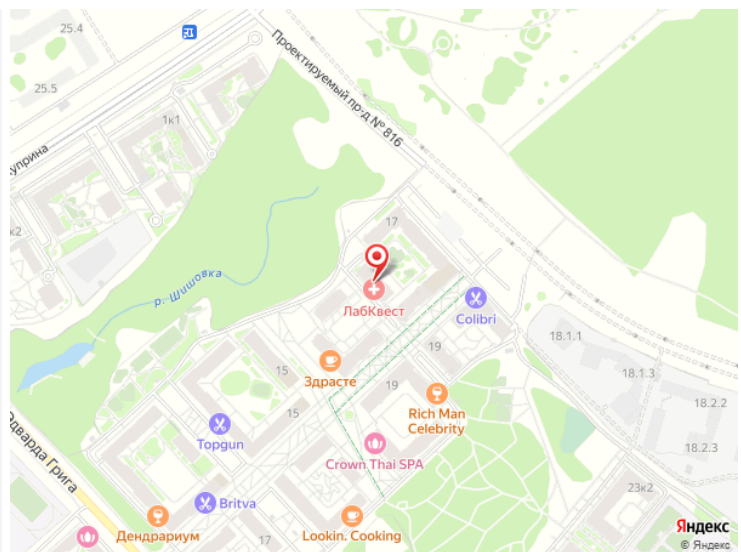 25.4
25.5
Проектируемый пр-д № 816
1к1
уприна
к2
17
р. Шишовка
ЛабКвест
Colibri
18.1.1
19
18.1.3
15
Здрасте
19
18.2.2
15
Rich Man
Celebrity
Topgun
18.2.3
Эдварда Грига
Crown Thai SPA
23к2
Britva
Дендрариум
17
Lookin. Cooking
Яндекс
© Яндекс